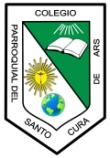 COLEGIO
PARROQUIAL DEL
SANTO
CURA
DE ARS